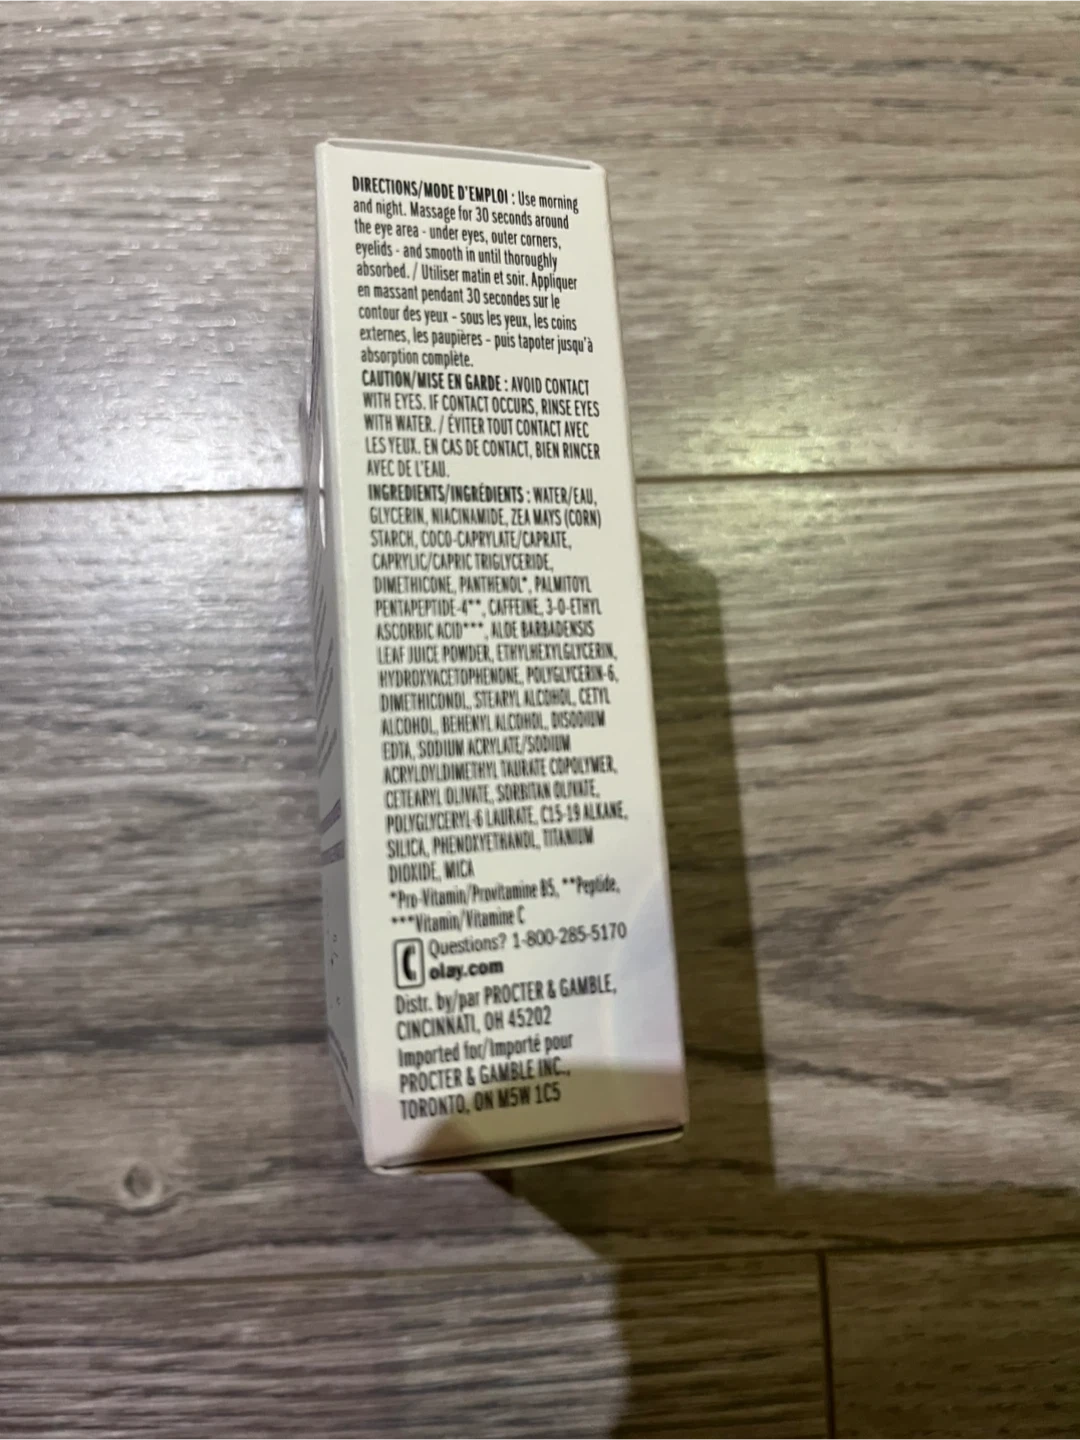 DIRECTIONS/MODE D'EMPLOI : Use morning
and night. Massage for 30 seconds around
the eye area - under eyes, outer corners,
eyelids - and smooth in until thoroughly
absorbed. / Utiliser matin et soir. Appliquer
en massant pendant 30 secondes sur le
contour des yeux - sous les yeux, les coins
externes, les paupières - puis tapoter jusqu'à
absorption complète.
CAUTION/MISE EN GARDE : AVOID CONTACT
WITH EYES. IF CONTACT OCCURS, RINSE EYES
WITH WATER. / ÉVITER TOUT CONTACT AVEC
LES YEUX. EN CAS DE CONTACT, BIEN RINCER
AVEC DE L'EAU.
INGREDIENTS/INGRÉDIENTS : WATER/EAU,
GLYCERIN, NIACINAMIDE, ZEA MAYS (CORN)
STARCH, COCO-CAPRYLATE/CAPRATE,
CAPRYLIC/CAPRIC TRIGLYCERIDE,
DIMETHICONE, PANTHENOL*, PALMITOYL
PENTAPEPTIDE-4**, CAFFEINE, 3-O-ETHYL
ASCORBIC ACID***, ALOE BARBADENSIS
LEAF JUICE POWDER, ETHYLHEXYLGLYCERIN,
HYDROXYACETOPHENONE, POLYGLYCERIN-6,
DIMETHICONOL, STEARYL ALCOHOL, CETYL
ALCOHOL, BEHENYL ALCOHOL, DISODIUM
EDTA, SODIUM ACRYLATE/SODIUM
ACRYLOYLDIMETHYL TAURATE COPOLYMER,
CETEARYL OLIVATE, SORBITAN OLIVATE,
POLYGLYCERYL-6 LAURATE, C15-19 ALKANE,
SILICA, PHENOXYETHANOL, TITANIUM
DIOXIDE, MICA
*Pro-Vitamin/Provitamine B5, **Peptide,
***Vitamin/Vitamine C
Questions? 1-800-285-5170
olay.com
Distr. by/par PROCTER & GAMBLE,
CINCINNATI, OH 45202
Imported for/Importé pour
PROCTER & GAMBLE INC.,
TORONTO, ON M5W 1C5